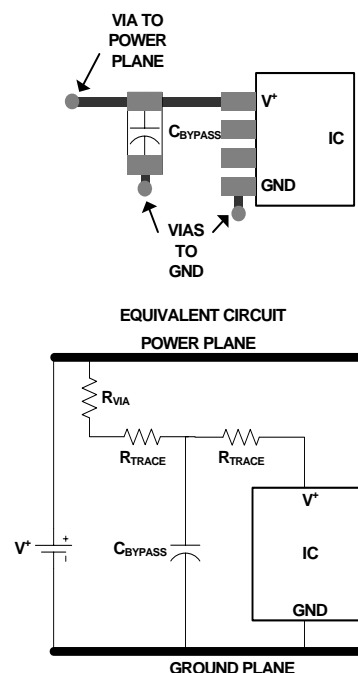 VIA TO
POWER
PLANE
V+
CBYPASS
IC
GND
VIAS
TO
GND
EQUIVALENT CIRCUIT
POWER PLANE
RVIA
RTRACE
RTRACE
V+
V+
+
-
CBYPASS
IC
GND
GROUND PLANE